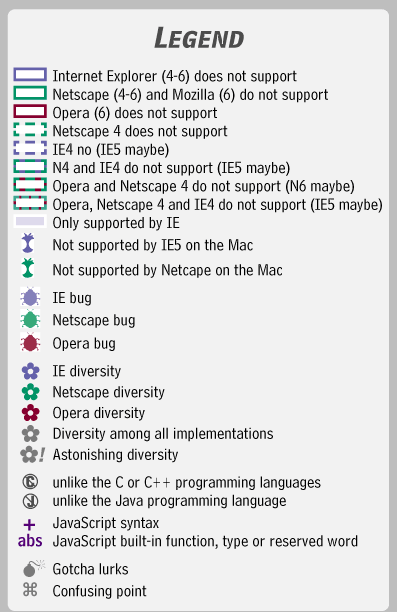 LEGEND
Internet Explorer (4-6) does not support
Netscape (4-6) and Mozilla (6) do not support
Opera (6) does not support
Netscape 4 does not support
IE4 no (IE5 maybe)
N4 and IE4 do not support (IE5 maybe)
Opera and Netscape 4 do not support (N6 maybe)
Opera, Netscape 4 and IE4 do not support (IE5 maybe)
Only supported by IE
Not supported by IE5 on the Mac
Not supported by Netcape on the Mac
IE bug
Netscape bug
Opera bug
IE diversity
Netscape diversity
Opera diversity
Diversity among all implementations
! Astonishing diversity
C unlike the C or C++ programming languages
J unlike the Java programming language
+ JavaScript syntax
abs JavaScript built-in function, type or reserved word
Gotcha lurks
⌘ Confusing point